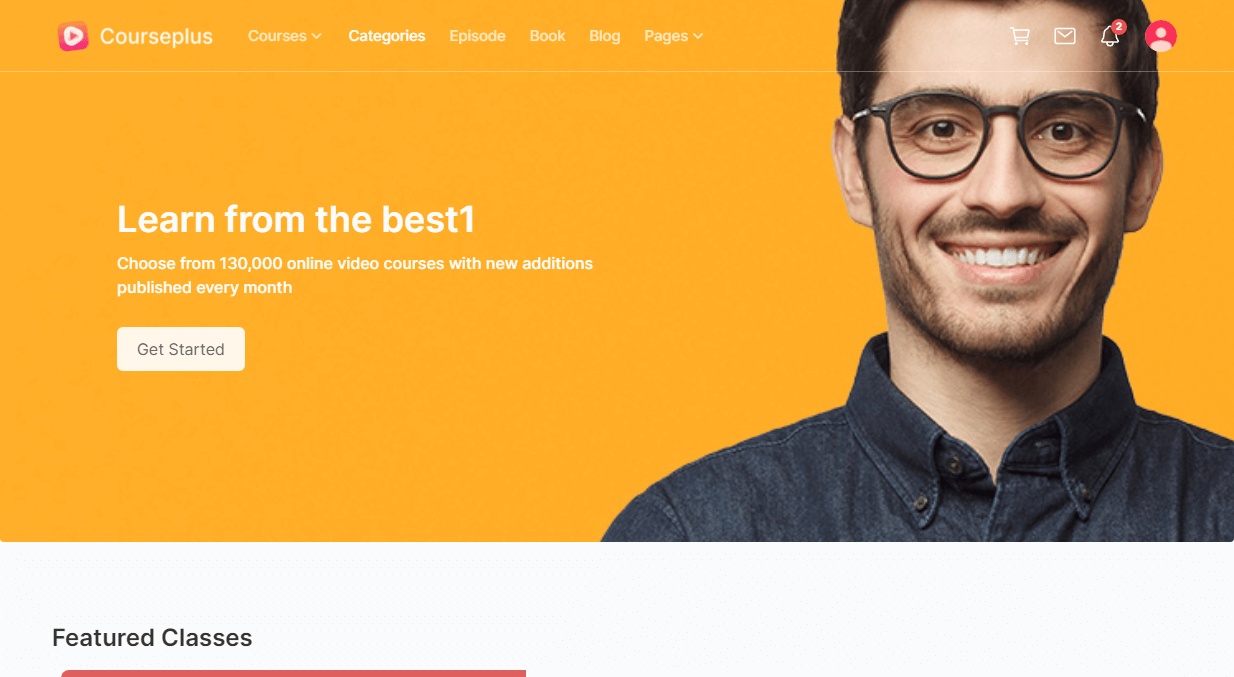 Courseplus Courses Categories Episode Book Blog Pages 2
Learn from the best1
Choose from 130,000 online video courses with new additions
published every month
Get Started
Featured Classes